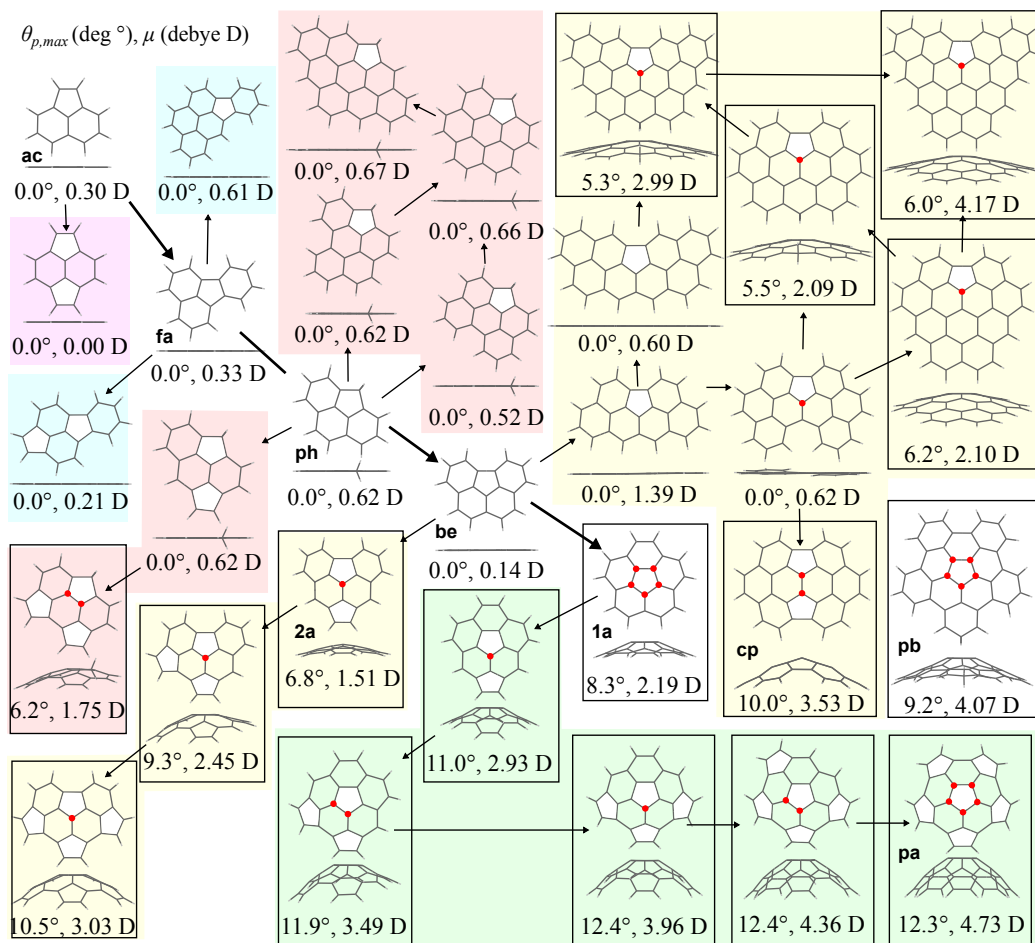 θp,max (deg °), μ (debye D)
ac
0.0°, 0.30 D
0.0°, 0.61 D
0.0°, 0.67 D
0.0°, 0.66 D
5.3°, 2.99 D
6.0°, 4.17 D
0.0°, 0.00 D
fa
0.0°, 0.33 D
0.0°, 0.62 D
0.0°, 0.60 D
5.5°, 2.09 D
0.0°, 0.21 D
ph
0.0°, 0.62 D
0.0°, 0.52 D
0.0°, 1.39 D
0.0°, 0.62 D
6.2°, 2.10 D
0.0°, 0.62 D
be
0.0°, 0.14 D
6.2°, 1.75 D
2a
6.8°, 1.51 D
1a
8.3°, 2.19 D
cp
10.0°, 3.53 D
pb
9.2°, 4.07 D
9.3°, 2.45 D
11.0°, 2.93 D
10.5°, 3.03 D
11.9°, 3.49 D
12.4°, 3.96 D
12.4°, 4.36 D
pa
12.3°, 4.73 D